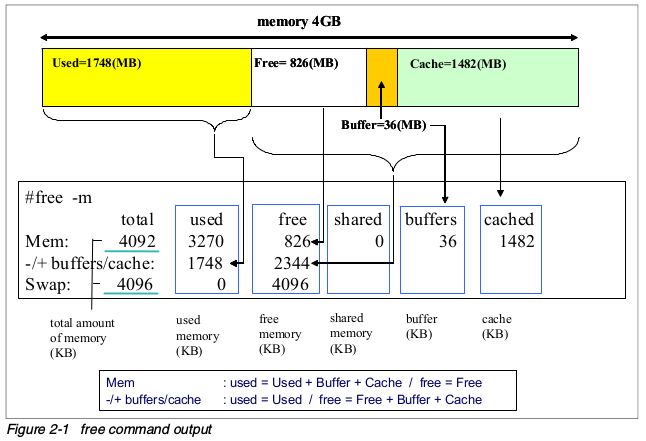 memory 4GB
Used=1748(MB) Free= 826(MB) Cache=1482(MB)
Buffer=36(MB)
#free -m
total used free shared buffers cached
Mem: 4092 3270 826 0 36 1482
-/+ buffers/cache: 1748 2344
Swap: 4096 0 4096
total amount used free shared buffer cache
of memory memory memory memory (KB) (KB)
(KB) (KB) (KB) (KB)
Mem : used = Used + Buffer + Cache / free = Free
-/+ buffers/cache : used = Used / free = Free + Buffer + Cache
Figure 2-1 free command output